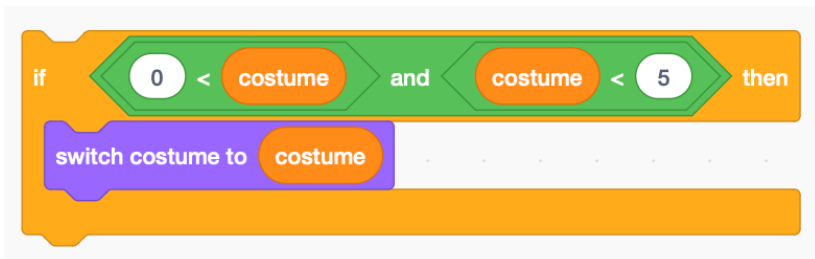 if 0 < costume and costume < 5 then
switch costume to costume